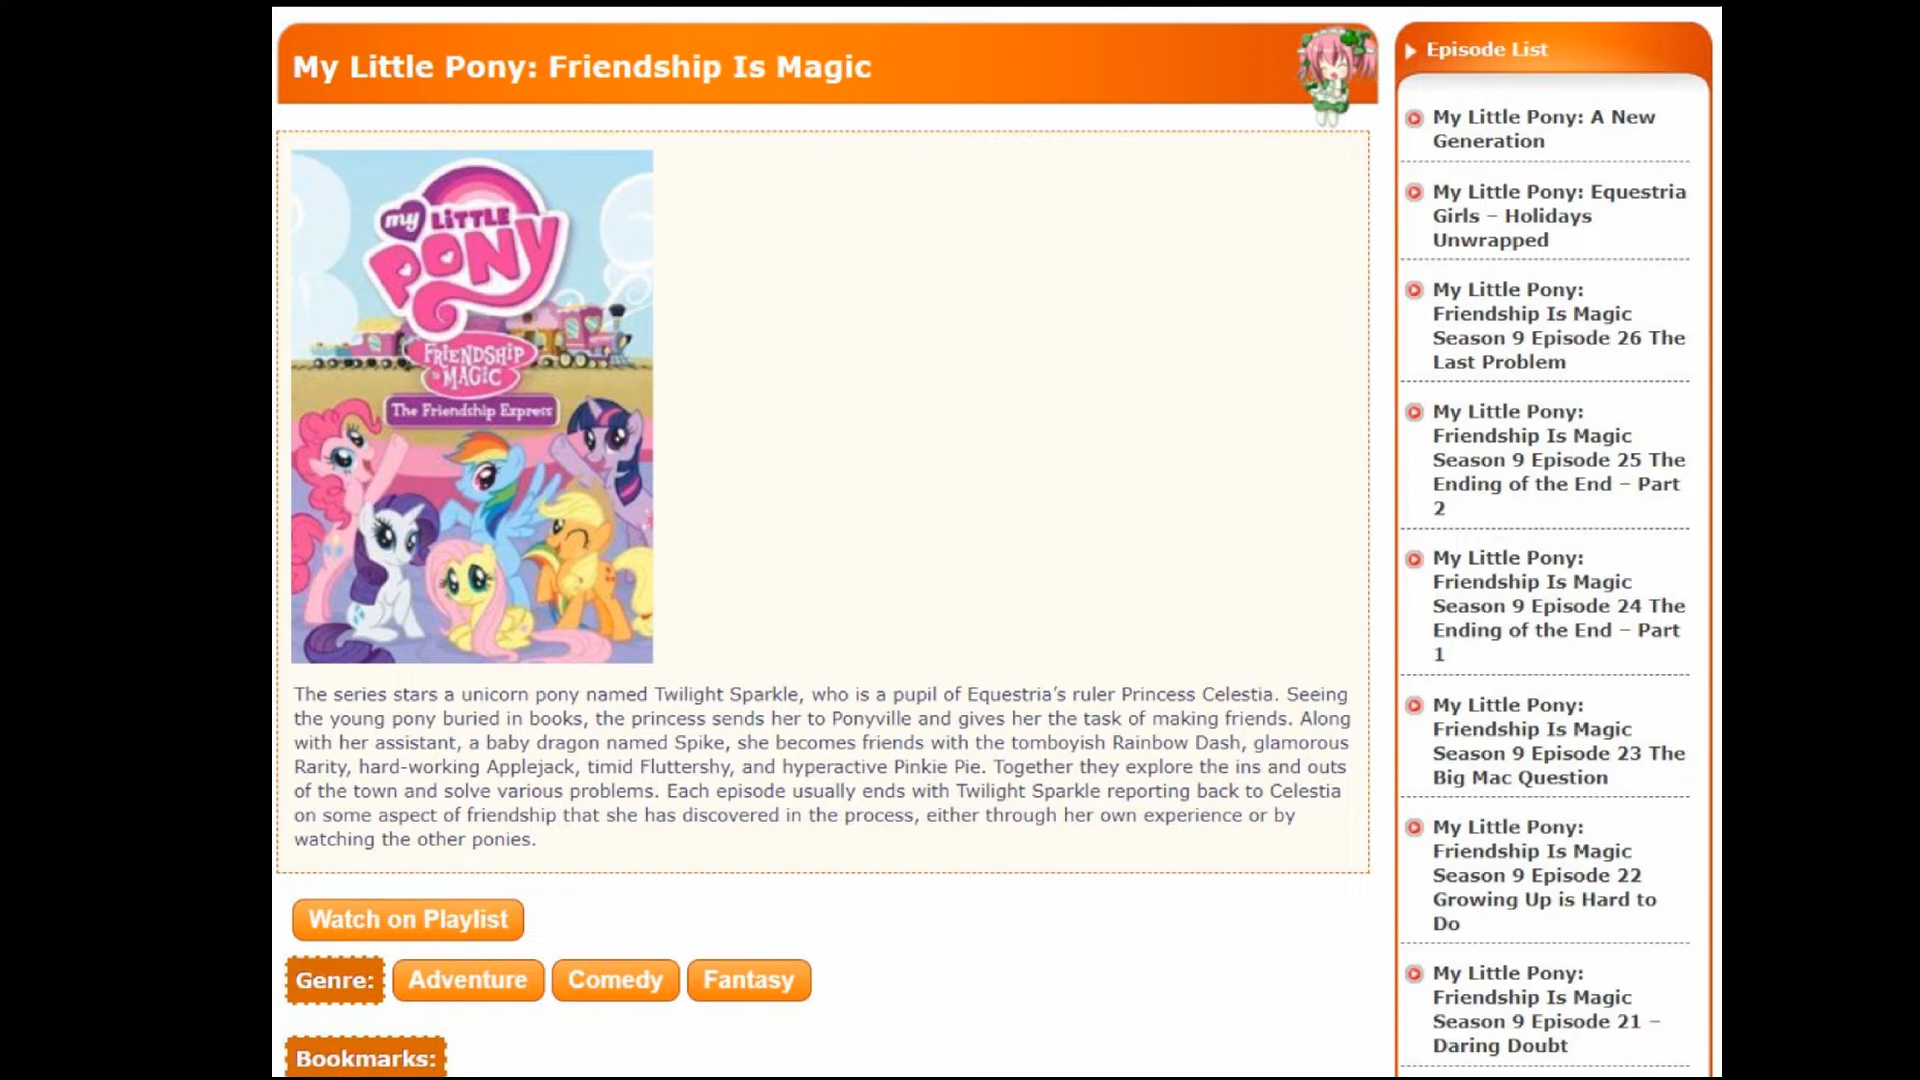 My Little Pony: Friendship Is Magic
my LiTTLE
PONY
FRiENDSHiP
is MAGiC
The Friendship Express
The series stars a unicorn pony named Twilight Sparkle, who is a pupil of Equestria's ruler Princess Celestia. Seeing
the young pony buried in books, the princess sends her to Ponyville and gives her the task of making friends. Along
with her assistant, a baby dragon named Spike, she becomes friends with the tomboyish Rainbow Dash, glamorous
Rarity, hard-working Applejack, timid Fluttershy, and hyperactive Pinkie Pie. Together they explore the ins and outs
of the town and solve various problems. Each episode usually ends with Twilight Sparkle reporting back to Celestia
on some aspect of friendship that she has discovered in the process, either through her own experience or by
watching the other ponies.
Watch on Playlist
Genre: Adventure Comedy Fantasy
Bookmarks:
Episode List
My Little Pony: A New
Generation
My Little Pony: Equestria
Girls – Holidays
Unwrapped
My Little Pony:
Friendship Is Magic
Season 9 Episode 26 The
Last Problem
My Little Pony:
Friendship Is Magic
Season 9 Episode 25 The
Ending of the End – Part
2
My Little Pony:
Friendship Is Magic
Season 9 Episode 24 The
Ending of the End – Part
1
My Little Pony:
Friendship Is Magic
Season 9 Episode 23 The
Big Mac Question
My Little Pony:
Friendship Is Magic
Season 9 Episode 22
Growing Up is Hard to
Do
My Little Pony:
Friendship Is Magic
Season 9 Episode 21 –
Daring Doubt